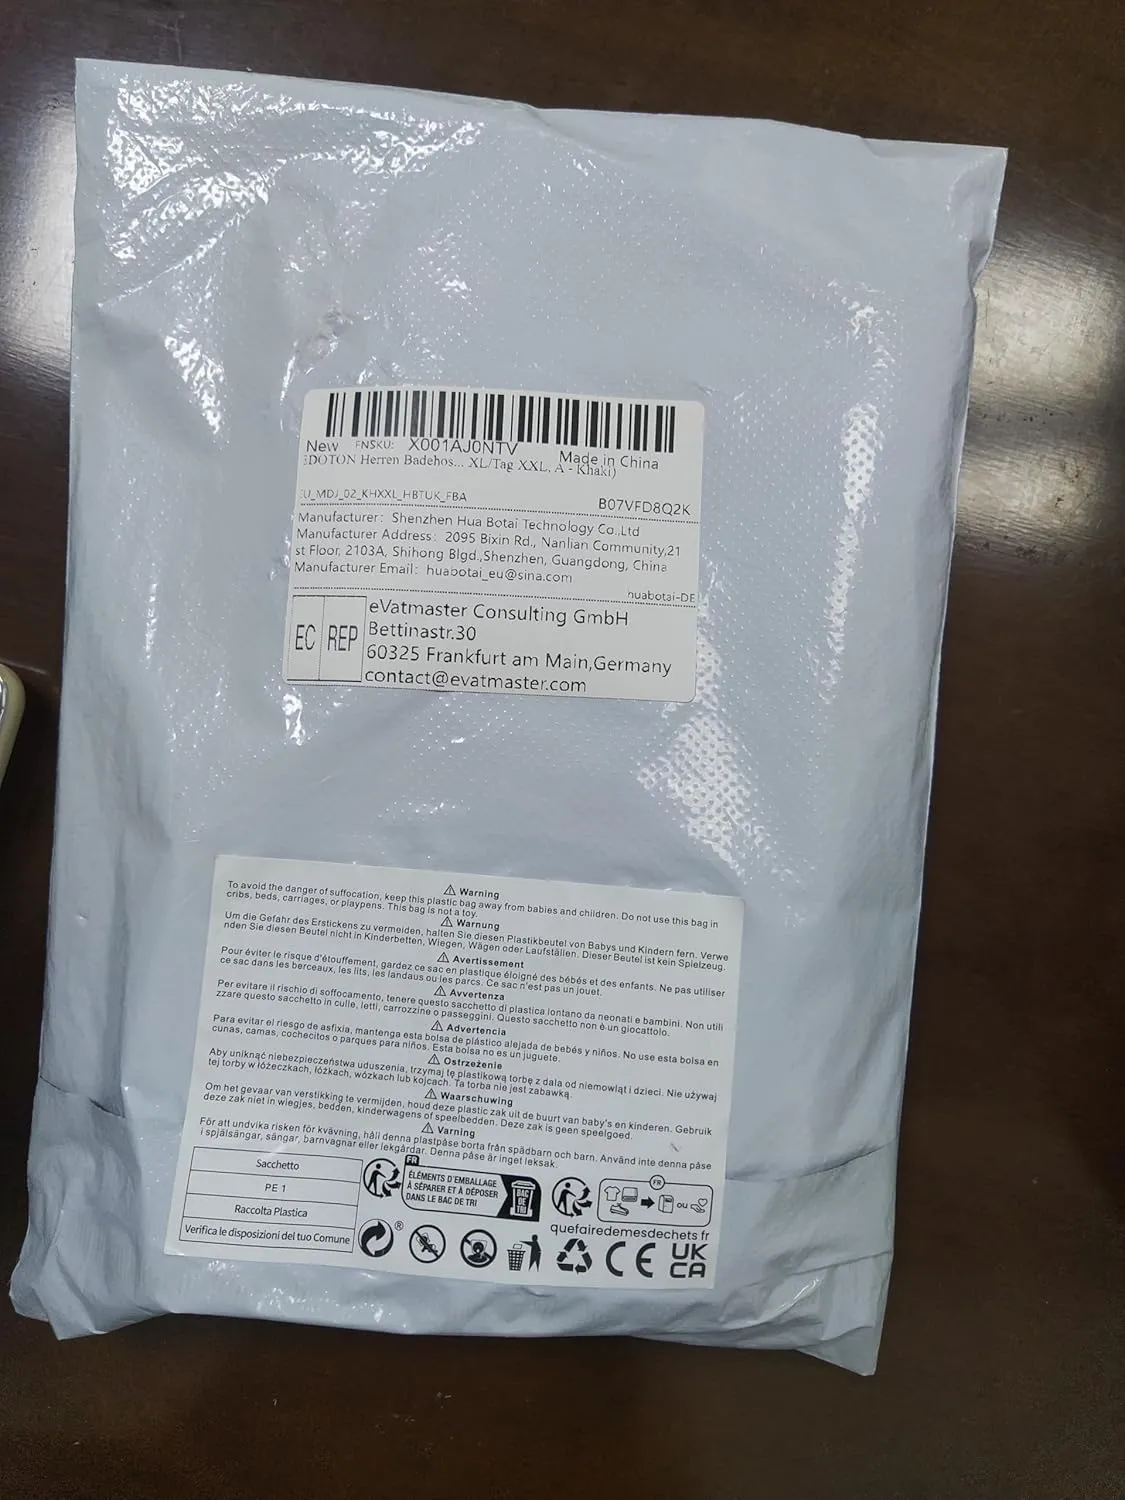 New FNSKU: X001AJ0NTV Made in China
EDOTON Herren Badehos... XL/Tag XXL, A - Khaki)
EU_MDJ_02_KHXXL_HBTUK_FBA B07VFD8Q2K
Manufacturer: Shenzhen Hua Botai Technology Co.,Ltd
Manufacturer Address: 2095 Bixin Rd., Nanlian Community,21
st Floor, 2103A, Shihong Blgd.,Shenzhen, Guangdong, China
Manufacturer Email: huabotai_eu@sina.com
huabotai-DE
EC REP
eVatmaster Consulting GmbH
Bettinastr.30
60325 Frankfurt am Main,Germany
contact@evatmaster.com
Warning
To avoid the danger of suffocation, keep this plastic bag away from babies and children. Do not use this bag in
cribs, beds, carriages, or playpens. This bag is not a toy.
Warnung
Um die Gefahr des Erstickens zu vermeiden, halten Sie diesen Plastikbeutel von Babys und Kindern fern. Verwe
nden Sie diesen Beutel nicht in Kinderbetten, Wiegen, Wägen oder Laufställen. Dieser Beutel ist kein Spielzeug.
Avertissement
Pour éviter le risque d'étouffement, gardez ce sac en plastique éloigné des bébés et des enfants. Ne pas utiliser
ce sac dans les berceaux, les lits, les landaus ou les parcs. Ce sac n'est pas un jouet.
Avvertenza
Per evitare il rischio di soffocamento, tenere questo sacchetto di plastica lontano da neonati e bambini. Non utili
zzare questo sacchetto in culle, letti, carrozzine o passeggini. Questo sacchetto non è un giocattolo.
Advertencia
Para evitar el riesgo de asfixia, mantenga esta bolsa de plástico alejada de bebés y niños. No use esta bolsa en
cunas, camas, cochecitos o parques para niños. Esta bolsa no es un juguete.
Ostrzeżenie
Aby uniknąć niebezpieczeństwa uduszenia, trzymaj tę plastikową torbę z dala od niemowląt i dzieci. Nie używaj
tej torby w łóżeczkach, łóżkach, wózkach lub kojcach. Ta torba nie jest zabawką.
Waarschuwing
Om het gevaar van verstikking te vermijden, houd deze plastic zak uit de buurt van baby's en kinderen. Gebruik
deze zak niet in wiegjes, bedden, kinderwagens of speelbedden. Deze zak is geen speelgoed.
Varning
För att undvika risken för kvävning, håll denna plastpåse borta från spädbarn och barn. Använd inte denna påse
i spjälsängar, sängar, barnvagnar eller lekgårdar. Denna påse är inget leksak.
Sacchetto
PE 1
Raccolta Plastica
Verifica le disposizioni del tuo Comune
FR
ÉLÉMENTS D'EMBALLAGE
À SÉPARER ET À DÉPOSER
DANS LE BAC DE TRI
BAC
DE
TRI
FR
OU
quefairedemesdechets.fr
®
CE
UK
CA